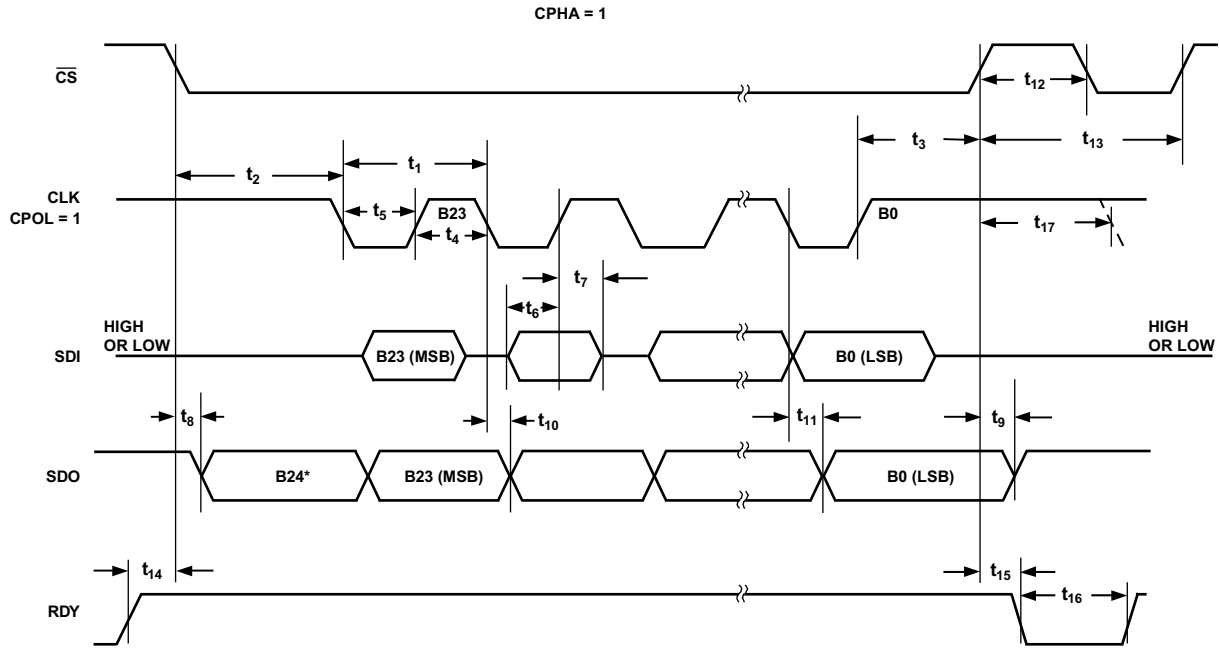 CPHA = 1
CS
t12
t3
t13
t1
t2
CLK
CPOL = 1
t5
B23
t4
B0
t17
t7
t6
HIGH
OR LOW
SDI
B23 (MSB)
B0 (LSB)
HIGH
OR LOW
t8
t10
t11
t9
SDO
B24*
B23 (MSB)
B0 (LSB)
t14
t15
t16
RDY